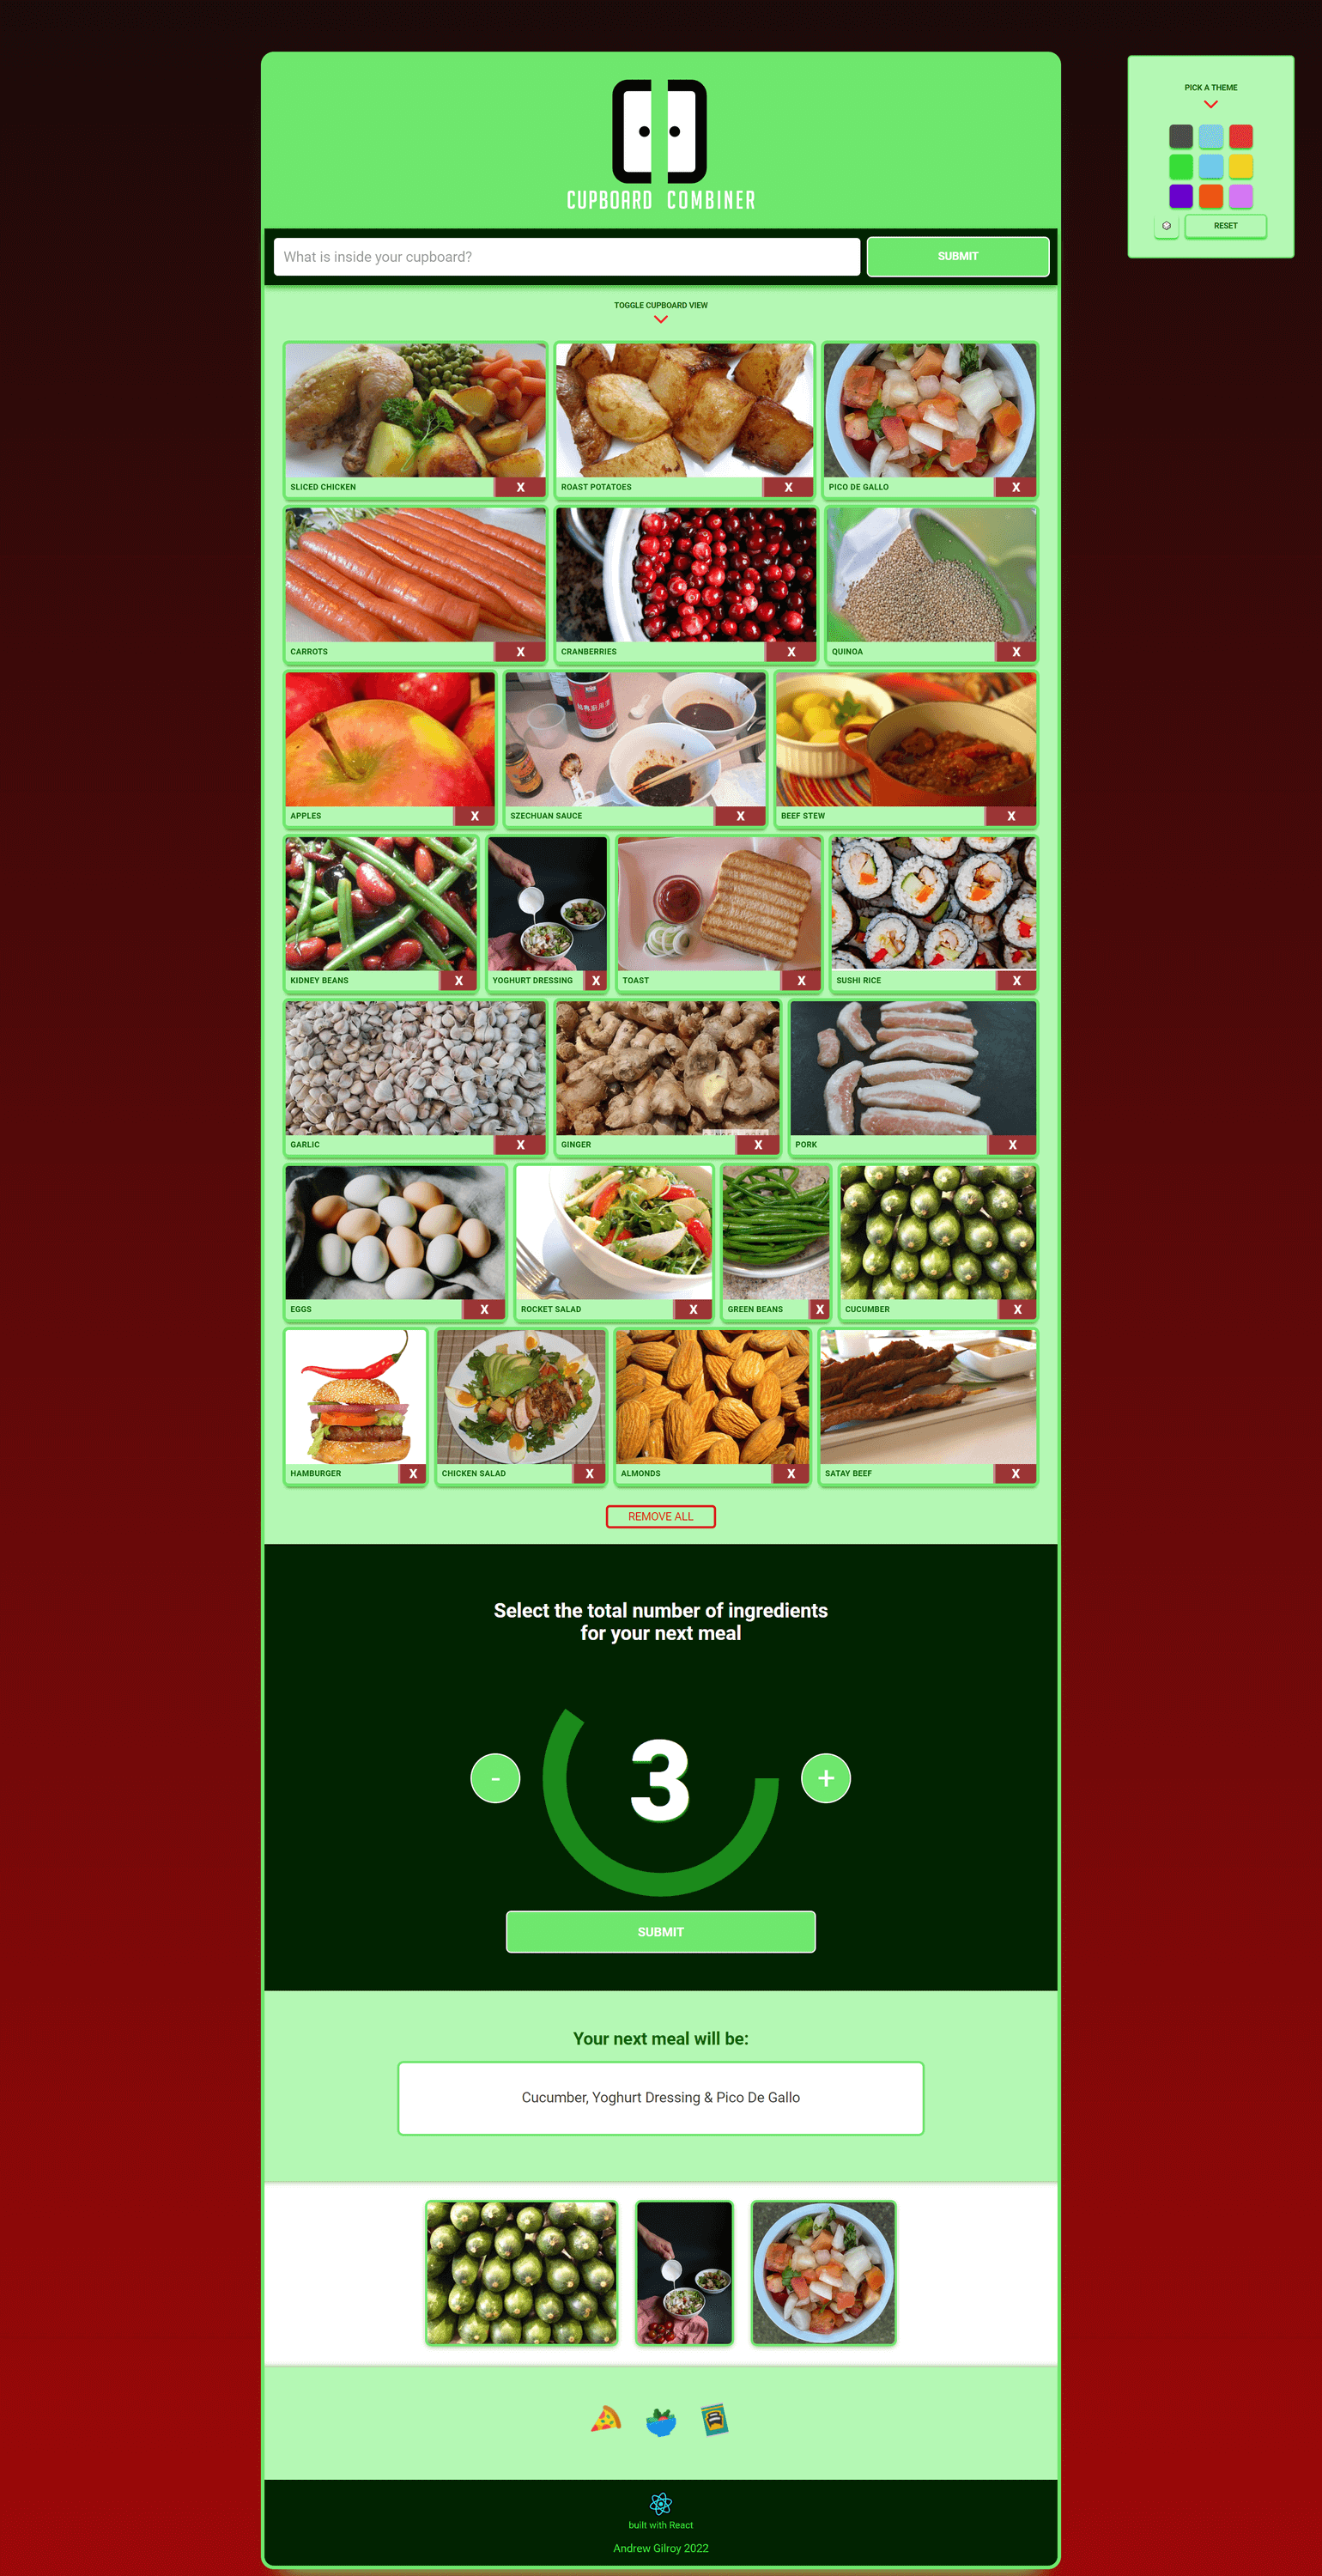 CUPBOARD COMBINER
PICK A THEME
RESET
What is inside your cupboard?
SUBMIT
TOGGLE CUPBOARD VIEW
SLICED CHICKEN X
ROAST POTATOES X
PICO DE GALLO X
CARROTS X
CRANBERRIES X
QUINOA X
APPLES X
SZECHUAN SAUCE X
BEEF STEW X
KIDNEY BEANS X
YOGHURT DRESSING X
TOAST X
SUSHI RICE X
GARLIC X
GINGER X
PORK X
EGGS X
ROCKET SALAD X
GREEN BEANS X
CUCUMBER X
HAMBURGER X
CHICKEN SALAD X
ALMONDS X
SATAY BEEF X
REMOVE ALL
Select the total number of ingredients
for your next meal
-
3
+
SUBMIT
Your next meal will be:
Cucumber, Yoghurt Dressing & Pico De Gallo
built with React
Andrew Gilroy 2022